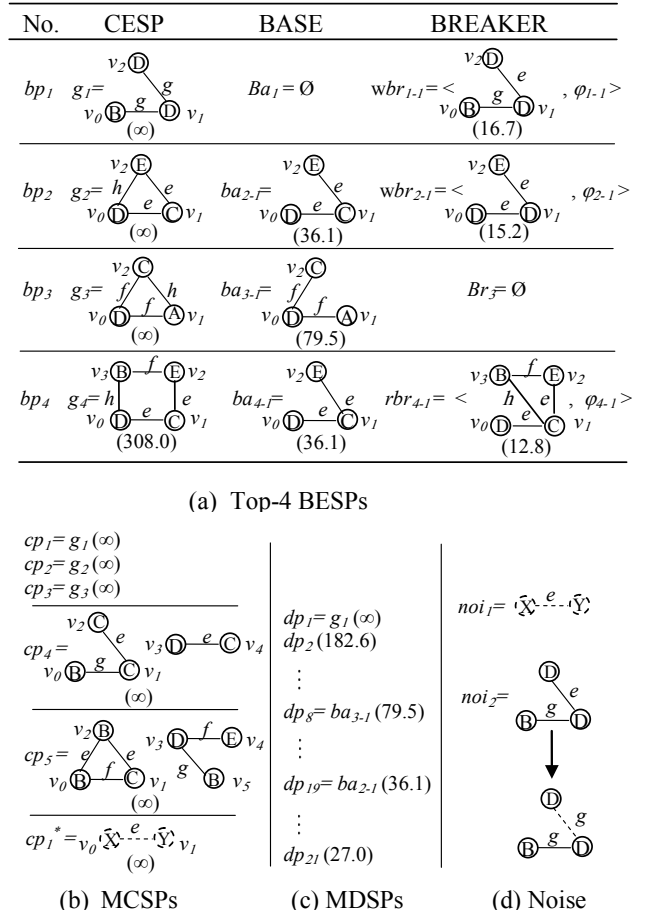 No. CESP BASE BREAKER
v2 D v2 D
bp1 g1= g Ba1 = Ø wbr1-1= < e , φ1-1 >
v0 B g D v1 B g D v1
(∞) v0 (16.7)
v2 E v2 E v2 E
bp2 g2= h e ba2-1= e wbr2-1= < e , φ2-1 >
v0 D e C v1 v0 D e C v1 v0 D e D v1
(∞) (36.1) (15.2)
v2 C v2 C
bp3 g3= f h ba3-1= f Br3= Ø
v0 D f A v1 v0 D f A v1
(∞) (79.5)
v3 B f E v2 v2 E v3 B f E v2
bp4 g4= h e ba4-1= e rbr4-1= < h e , φ4-1 >
v0 D e C v1 v0 D e C v1 v0 D e C v1
(308.0) (36.1) (12.8)
(a) Top-4 BESPs
cp1= g1 (∞)
cp2= g2 (∞)
cp3= g3 (∞)
v2 C
cp4= e v3 D e C v4
v0 B g C v1
(∞)
v2 B v3 D f E v4
cp5= e e g
v0 B f C v1 B v5
(∞)
cp1*= v0 X e Y v1
(∞)
(b) MCSPs
dp1= g1 (∞)
dp2 (182.6)
⋮
dp8= ba3-1 (79.5)
⋮
dp19= ba2-1 (36.1)
⋮
dp21 (27.0)
(c) MDSPs
noi1= X e Y
D
noi2= e
B g D
D
g
B g D
(d) Noise